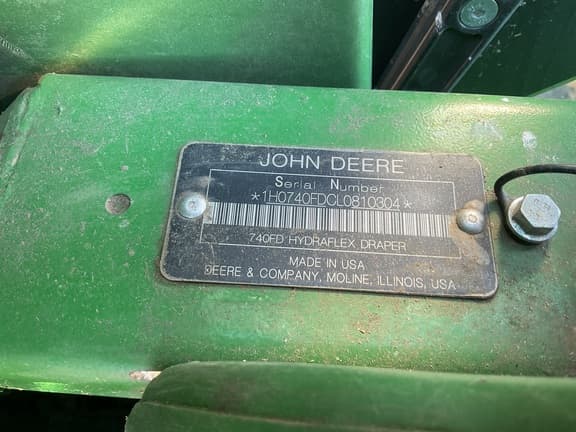 JOHN DEERE
Serial Number
*1H0740FDCL0810304*
740FD HYDRAFLEX DRAPER
MADE IN USA
DEERE & COMPANY, MOLINE, ILLINOIS, USA